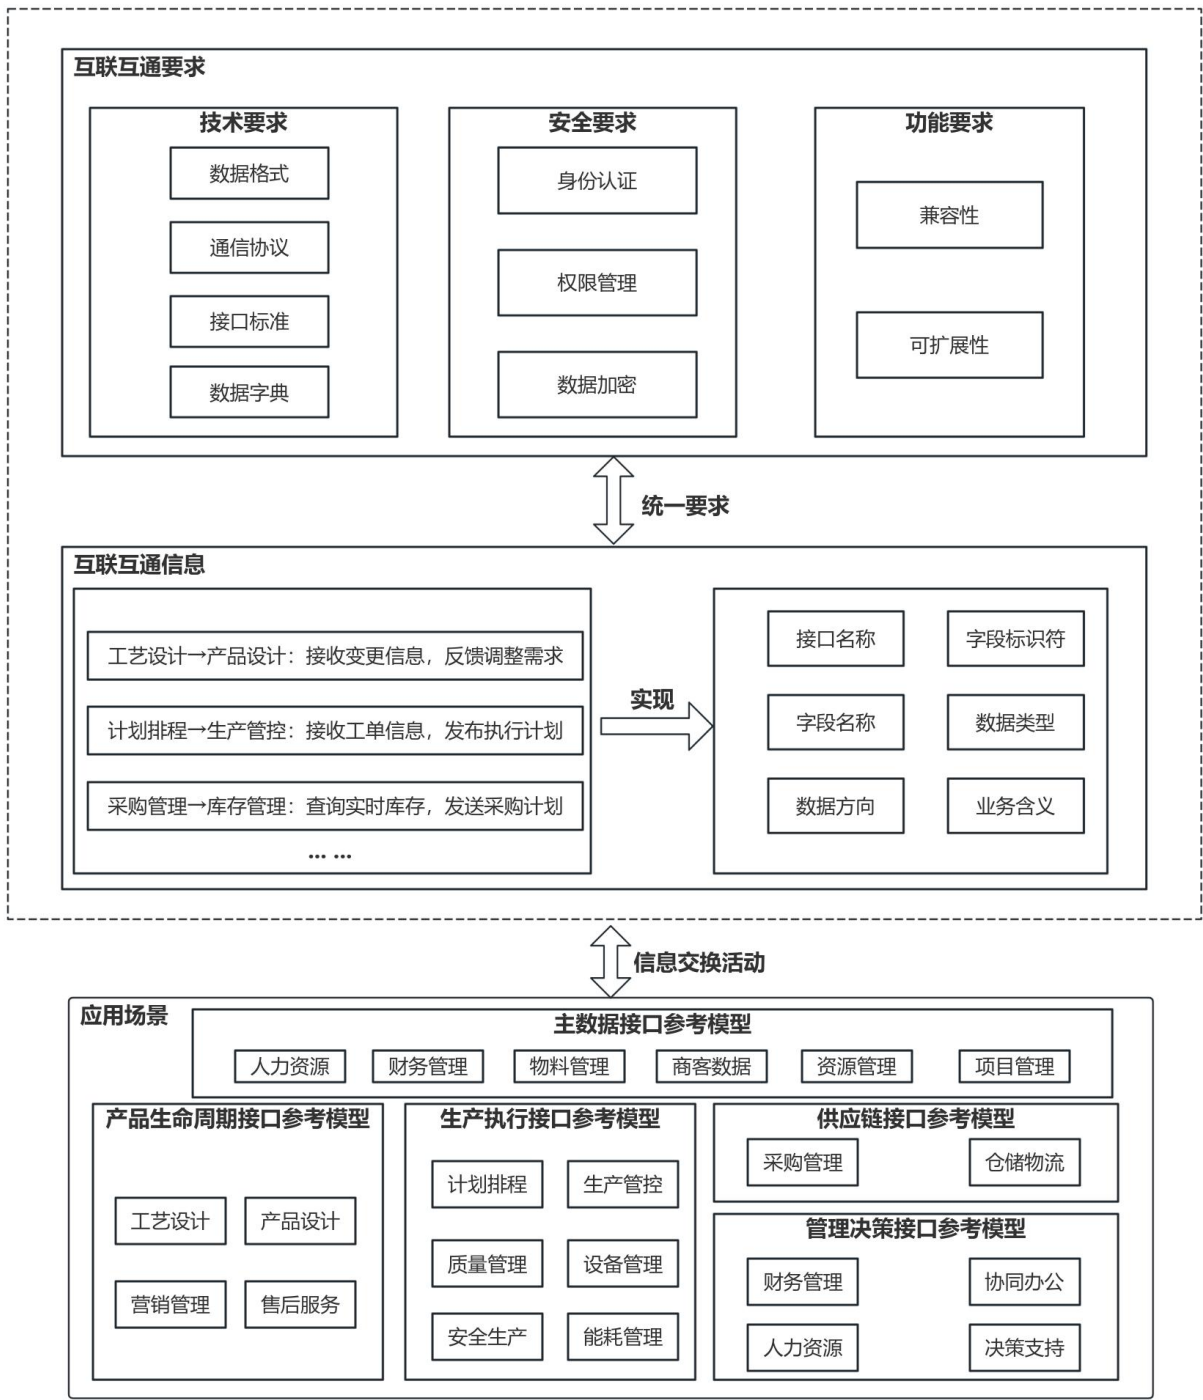 互联互通要求
技术要求
数据格式
通信协议
接口标准
数据字典
安全要求
身份认证
权限管理
数据加密
功能要求
兼容性
可扩展性
统一要求
互联互通信息
工艺设计→产品设计：接收变更信息，反馈调整需求
计划排程→生产管控：接收工单信息，发布执行计划
采购管理→库存管理：查询实时库存，发送采购计划
... ...
实现
接口名称
字段标识符
字段名称
数据类型
数据方向
业务含义
信息交换活动
应用场景
主数据接口参考模型
人力资源
财务管理
物料管理
商客数据
资源管理
项目管理
产品生命周期接口参考模型
工艺设计
产品设计
营销管理
售后服务
生产执行接口参考模型
计划排程
生产管控
质量管理
设备管理
安全生产
能耗管理
供应链接口参考模型
采购管理
仓储物流
管理决策接口参考模型
财务管理
协同办公
人力资源
决策支持